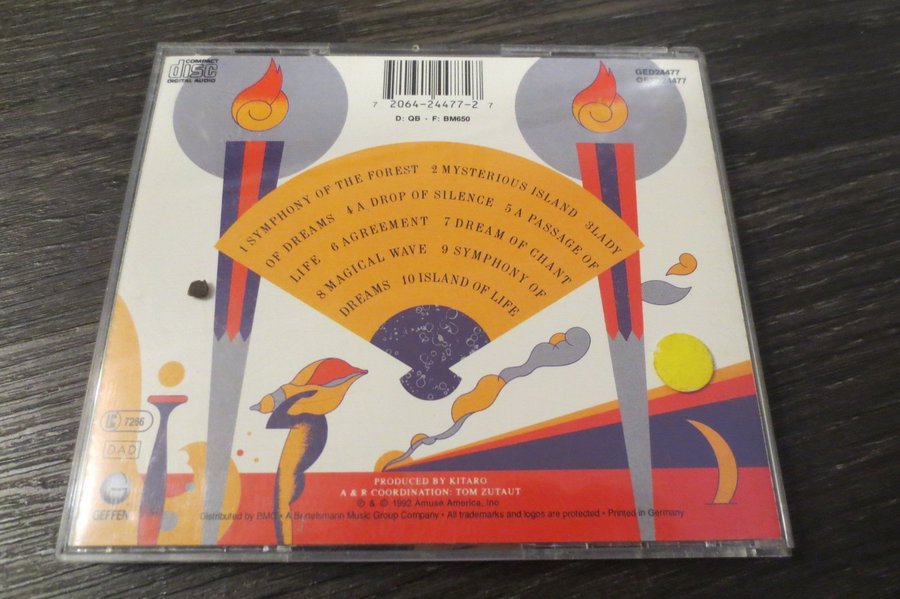 COMPACT
disc
DIGITAL AUDIO
7 2064-24477-2 7
D: QB - F: BM650
GED24477
1 SYMPHONY OF THE FOREST 2 MYSTERIOUS ISLAND 3 LADY
OF DREAMS 4 A DROP OF SILENCE 5 A PASSAGE OF
LIFE 6 AGREEMENT 7 DREAM OF CHANT
8 MAGICAL WAVE 9 SYMPHONY OF
DREAMS 10 ISLAND OF LIFE
7286
DAD
GEFFEN
PRODUCED BY KITARO
A & R COORDINATION: TOM ZUTAUT
℗ & © 1992 Amuse America, Inc
Distributed by BMG • A Bertelsmann Music Group Company • All trademarks and logos are protected • Printed in Germany